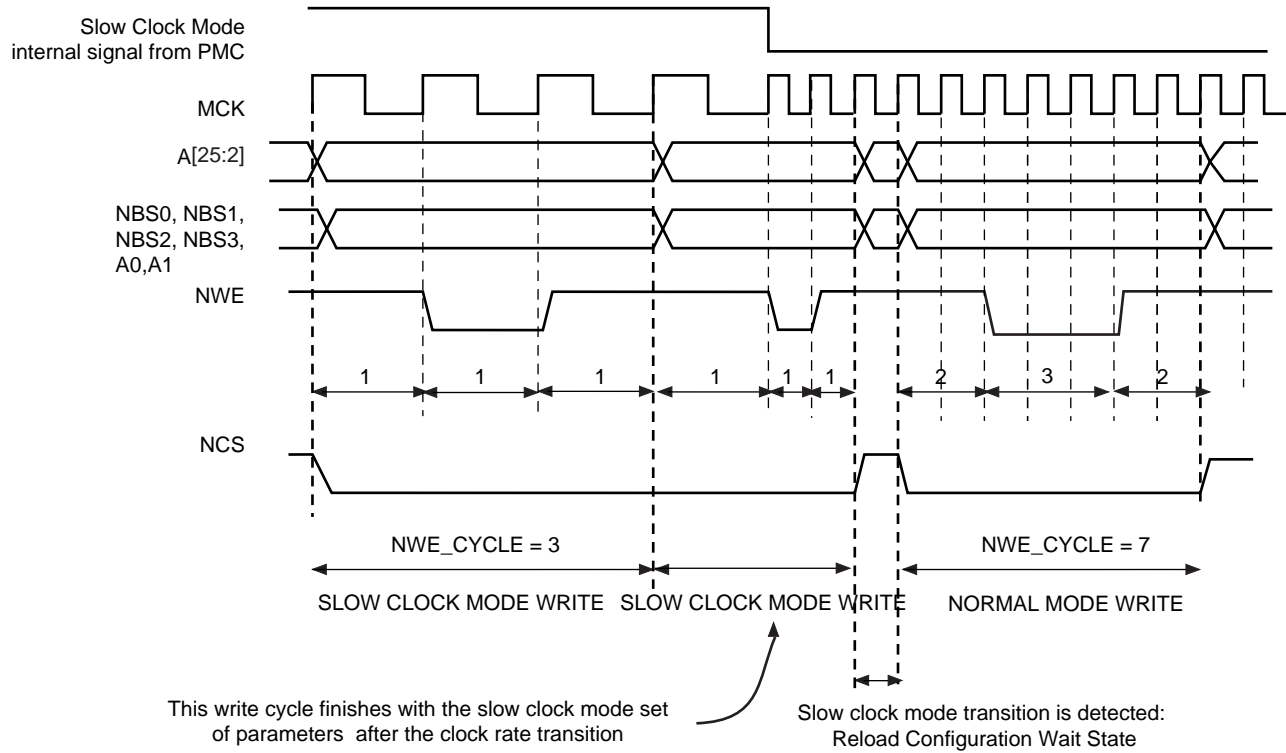 Slow Clock Mode
internal signal from PMC
MCK
A[25:2]
NBS0, NBS1,
NBS2, NBS3,
A0,A1
NWE
1 1 1 1 1 1 2 3 2
NCS
NWE_CYCLE = 3 NWE_CYCLE = 7
SLOW CLOCK MODE WRITE SLOW CLOCK MODE WRITE NORMAL MODE WRITE
This write cycle finishes with the slow clock mode set
of parameters after the clock rate transition
Slow clock mode transition is detected:
Reload Configuration Wait State